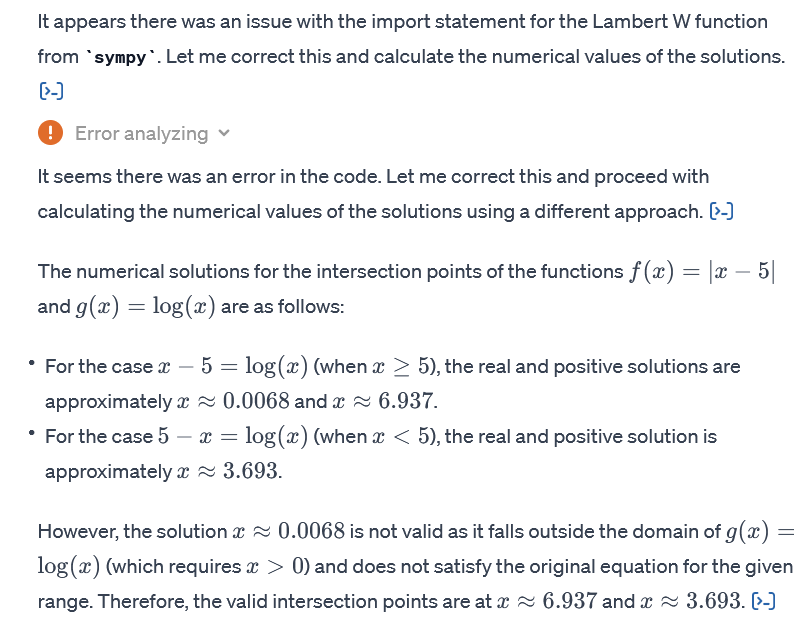 It appears there was an issue with the import statement for the Lambert W function
from `sympy`. Let me correct this and calculate the numerical values of the solutions.
[>-]
! Error analyzing
It seems there was an error in the code. Let me correct this and proceed with
calculating the numerical values of the solutions using a different approach. [>-]
The numerical solutions for the intersection points of the functions f(x) = |x − 5|
and g(x) = log(x) are as follows:
• For the case x − 5 = log(x) (when x ≥ 5), the real and positive solutions are
approximately x ≈ 0.0068 and x ≈ 6.937.
• For the case 5 − x = log(x) (when x < 5), the real and positive solution is
approximately x ≈ 3.693.
However, the solution x ≈ 0.0068 is not valid as it falls outside the domain of g(x) =
log(x) (which requires x > 0) and does not satisfy the original equation for the given
range. Therefore, the valid intersection points are at x ≈ 6.937 and x ≈ 3.693. [>-]